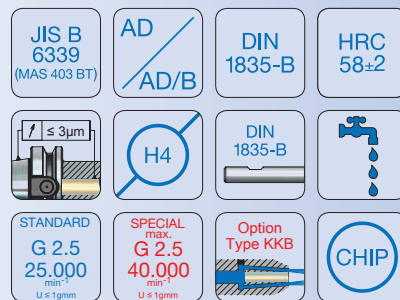 JIS B
6339
(MAS 403 BT)
AD
AD/B
DIN
1835-B
HRC
58±2
↗ ≤ 3µm
H4
DIN
1835-B
STANDARD
G 2.5
25.000
min⁻¹
U ≤ 1gmm
SPECIAL
max.
G 2.5
40.000
min⁻¹
U ≤ 1gmm
Option
Type KKB
CHIP